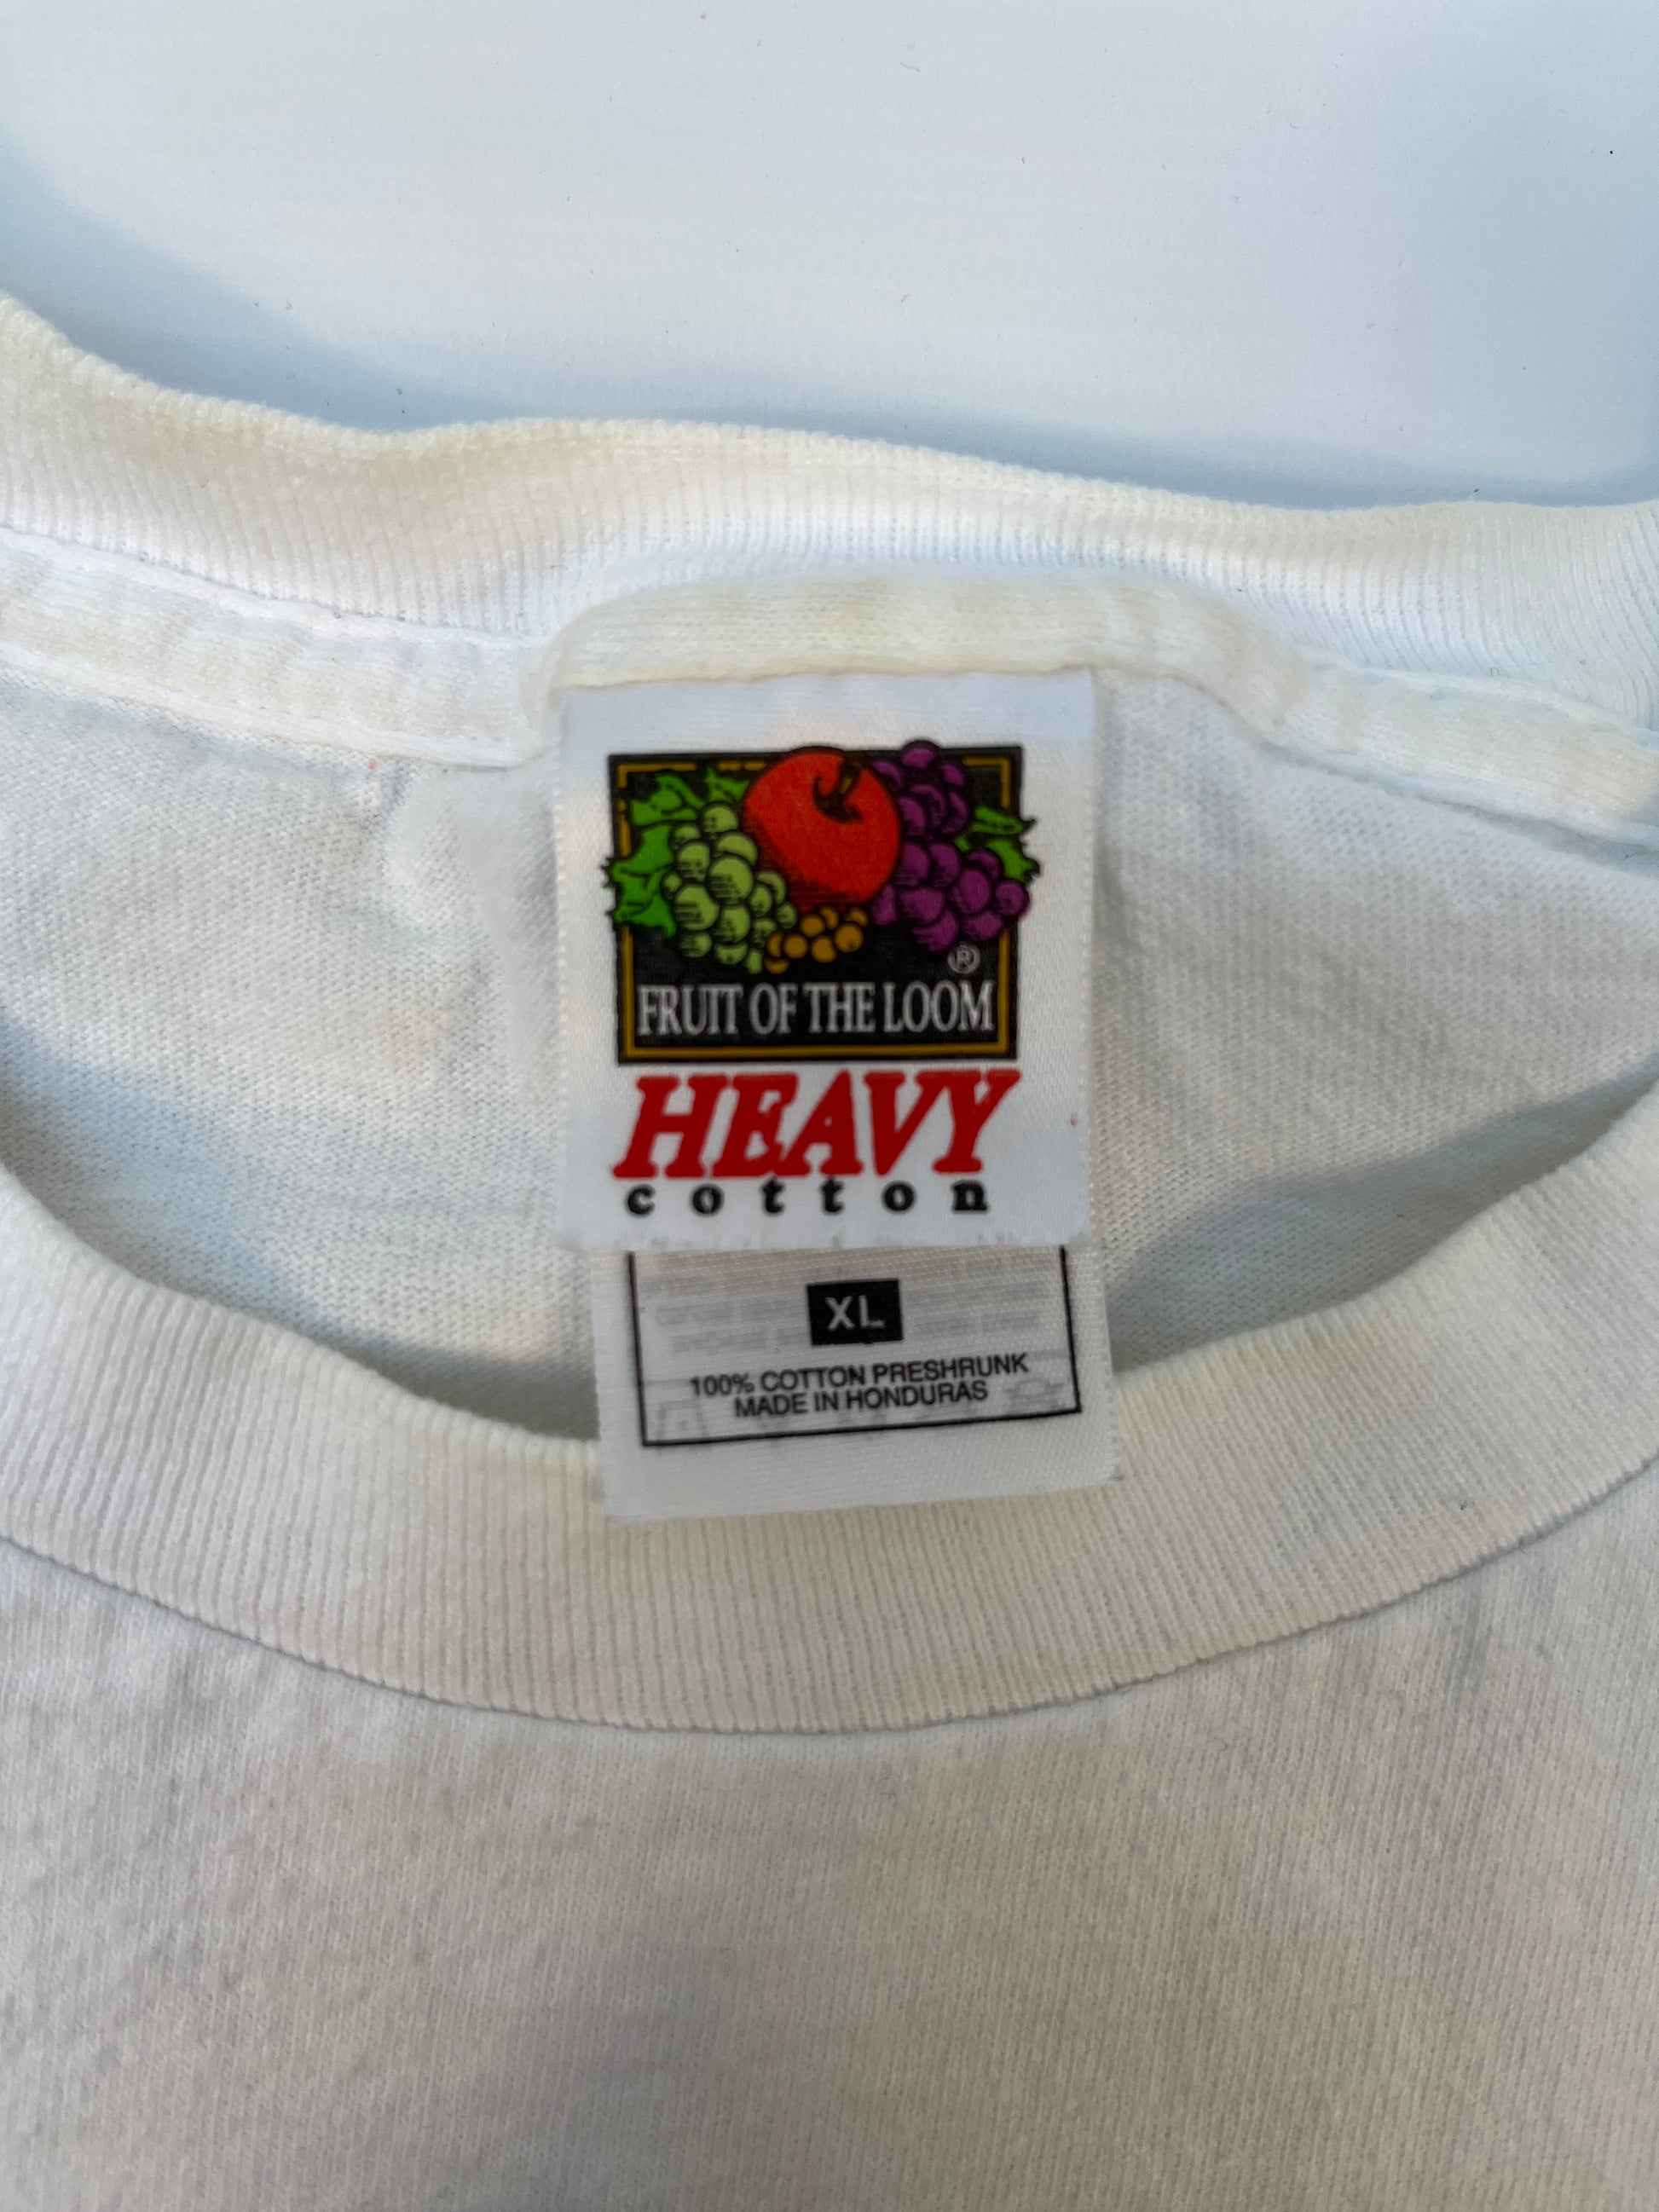 ®
FRUIT OF THE LOOM
HEAVY
cotton
XL
100% COTTON PRESHRUNK
MADE IN HONDURAS